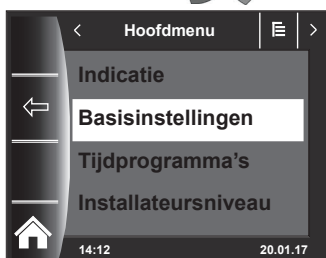 Hoofdmenu
Indicatie
Basisinstellingen
Tijdprogramma's
Installateursniveau
14:12 20.01.17